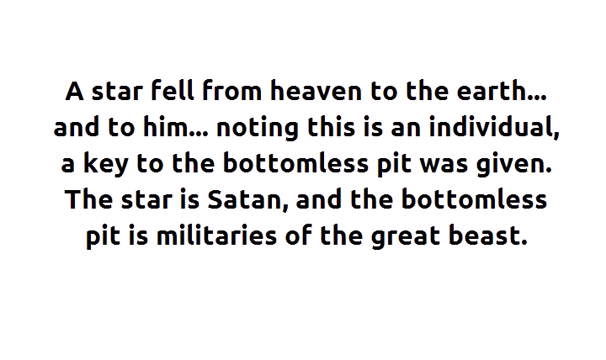 A star fell from heaven to the earth...
and to him... noting this is an individual,
a key to the bottomless pit was given.
The star is Satan, and the bottomless
pit is militaries of the great beast.